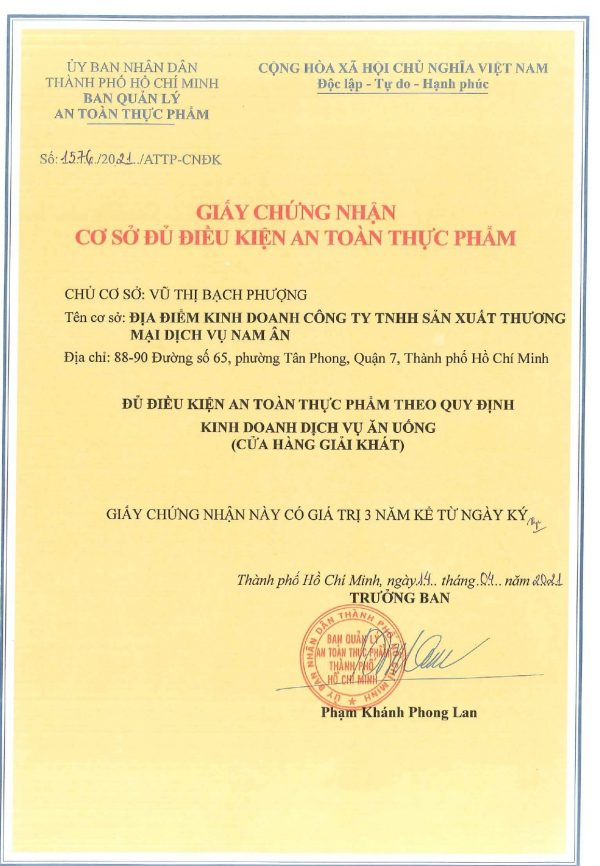 ỦY BAN NHÂN DÂN
THÀNH PHỐ HỒ CHÍ MINH
BAN QUẢN LÝ
AN TOÀN THỰC PHẨM
CỘNG HÒA XÃ HỘI CHỦ NGHĨA VIỆT NAM
Độc lập - Tự do - Hạnh phúc
Số: 1576./2021../ATTP-CNĐK
GIẤY CHỨNG NHẬN
CƠ SỞ ĐỦ ĐIỀU KIỆN AN TOÀN THỰC PHẨM
CHỦ CƠ SỞ: VŨ THỊ BẠCH PHƯỢNG
Tên cơ sở: ĐỊA ĐIỂM KINH DOANH CÔNG TY TNHH SẢN XUẤT THƯƠNG
MẠI DỊCH VỤ NAM ÂN
Địa chỉ: 88-90 Đường số 65, phường Tân Phong, Quận 7, Thành phố Hồ Chí Minh
ĐỦ ĐIỀU KIỆN AN TOÀN THỰC PHẨM THEO QUY ĐỊNH
KINH DOANH DỊCH VỤ ĂN UỐNG
(CỬA HÀNG GIẢI KHÁT)
GIẤY CHỨNG NHẬN NÀY CÓ GIÁ TRỊ 3 NĂM KỂ TỪ NGÀY KÝ
Thành phố Hồ Chí Minh, ngày 14.. tháng 04.. năm 2021
TRƯỞNG BAN
ỦY BAN NHÂN DÂN THÀNH PHỐ HỒ CHÍ MINH
BAN QUẢN LÝ
AN TOÀN THỰC PHẨM
THÀNH PHỐ
HỒ CHÍ MINH
Phạm Khánh Phong Lan